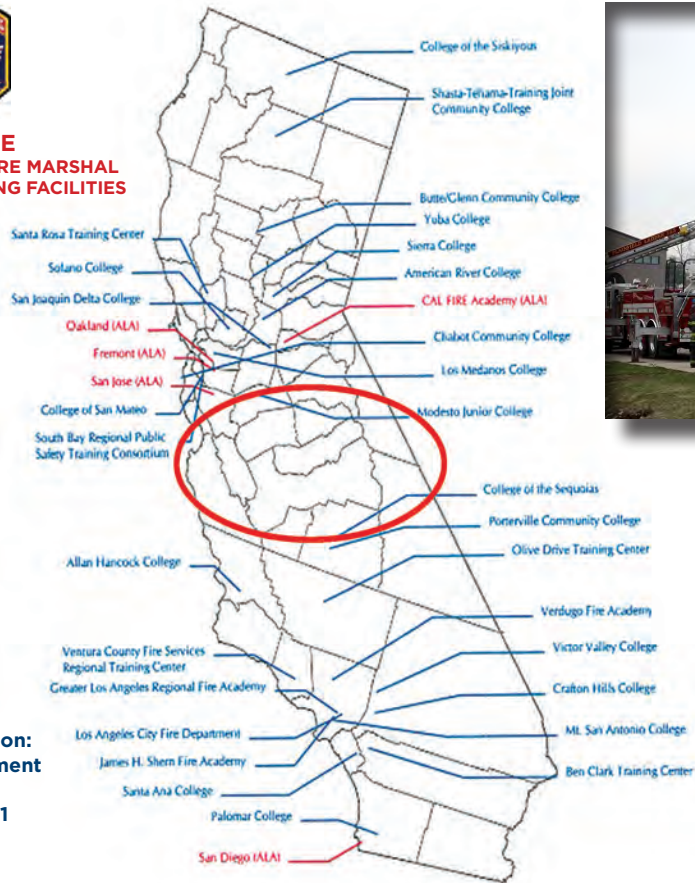 E
RE MARSHAL
NG FACILITIES
College of the Siskiyous
Shasta-Tehama-Training Joint
Community College
Butte/Glenn Community College
Yuba College
Sierra College
American River College
CAL FIRE Academy (ALA)
Chabot Community College
Los Medanos College
Modesto Junior College
Santa Rosa Training Center
Solano College
San Joaquin Delta College
Oakland (ALA)
Fremont (ALA)
San Jose (ALA)
College of San Mateo
South Bay Regional Public
Safety Training Consortium
College of the Sequoias
Porterville Community College
Olive Drive Training Center
Allan Hancock College
Verdugo Fire Academy
Victor Valley College
Crafton Hills College
Mt. San Antonio College
Ben Clark Training Center
Ventura County Fire Services
Regional Training Center
Greater Los Angeles Regional Fire Academy
Los Angeles City Fire Department
James H. Shern Fire Academy
Santa Ana College
Palomar College
San Diego (ALA)
on:
ment
1